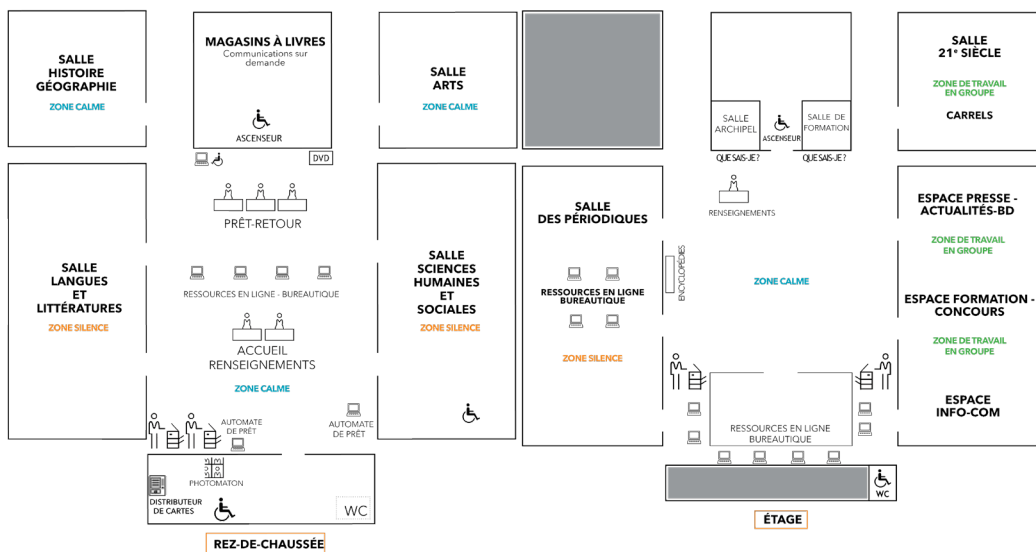 SALLE
HISTOIRE
GÉOGRAPHIE
ZONE CALME
MAGASINS À LIVRES
Communications sur
demande
ASCENSEUR
DVD
SALLE
ARTS
ZONE CALME
PRÊT-RETOUR
SALLE
LANGUES
ET
LITTÉRATURES
ZONE SILENCE
RESSOURCES EN LIGNE - BUREAUTIQUE
ACCUEIL
RENSEIGNEMENTS
ZONE CALME
SALLE
SCIENCES
HUMAINES
ET
SOCIALES
ZONE SILENCE
AUTOMATE
DE PRÊT
AUTOMATE
DE PRÊT
PHOTOMATON
DISTRIBUTEUR
DE CARTES
WC
REZ-DE-CHAUSSÉE
SALLE
ARCHIPEL
ASCENSEUR
SALLE DE
FORMATION
QUE SAIS-JE ?
QUE SAIS-JE ?
RENSEIGNEMENTS
SALLE
21e SIÈCLE
ZONE DE TRAVAIL
EN GROUPE
CARRELS
SALLE
DES PÉRIODIQUES
RESSOURCES EN LIGNE
BUREAUTIQUE
ZONE SILENCE
ENCYCLOPÉDIES
ZONE CALME
ESPACE PRESSE -
ACTUALITÉS-BD
ZONE DE TRAVAIL
EN GROUPE
ESPACE FORMATION -
CONCOURS
ZONE DE TRAVAIL
EN GROUPE
ESPACE
INFO-COM
RESSOURCES EN LIGNE
BUREAUTIQUE
WC
ÉTAGE